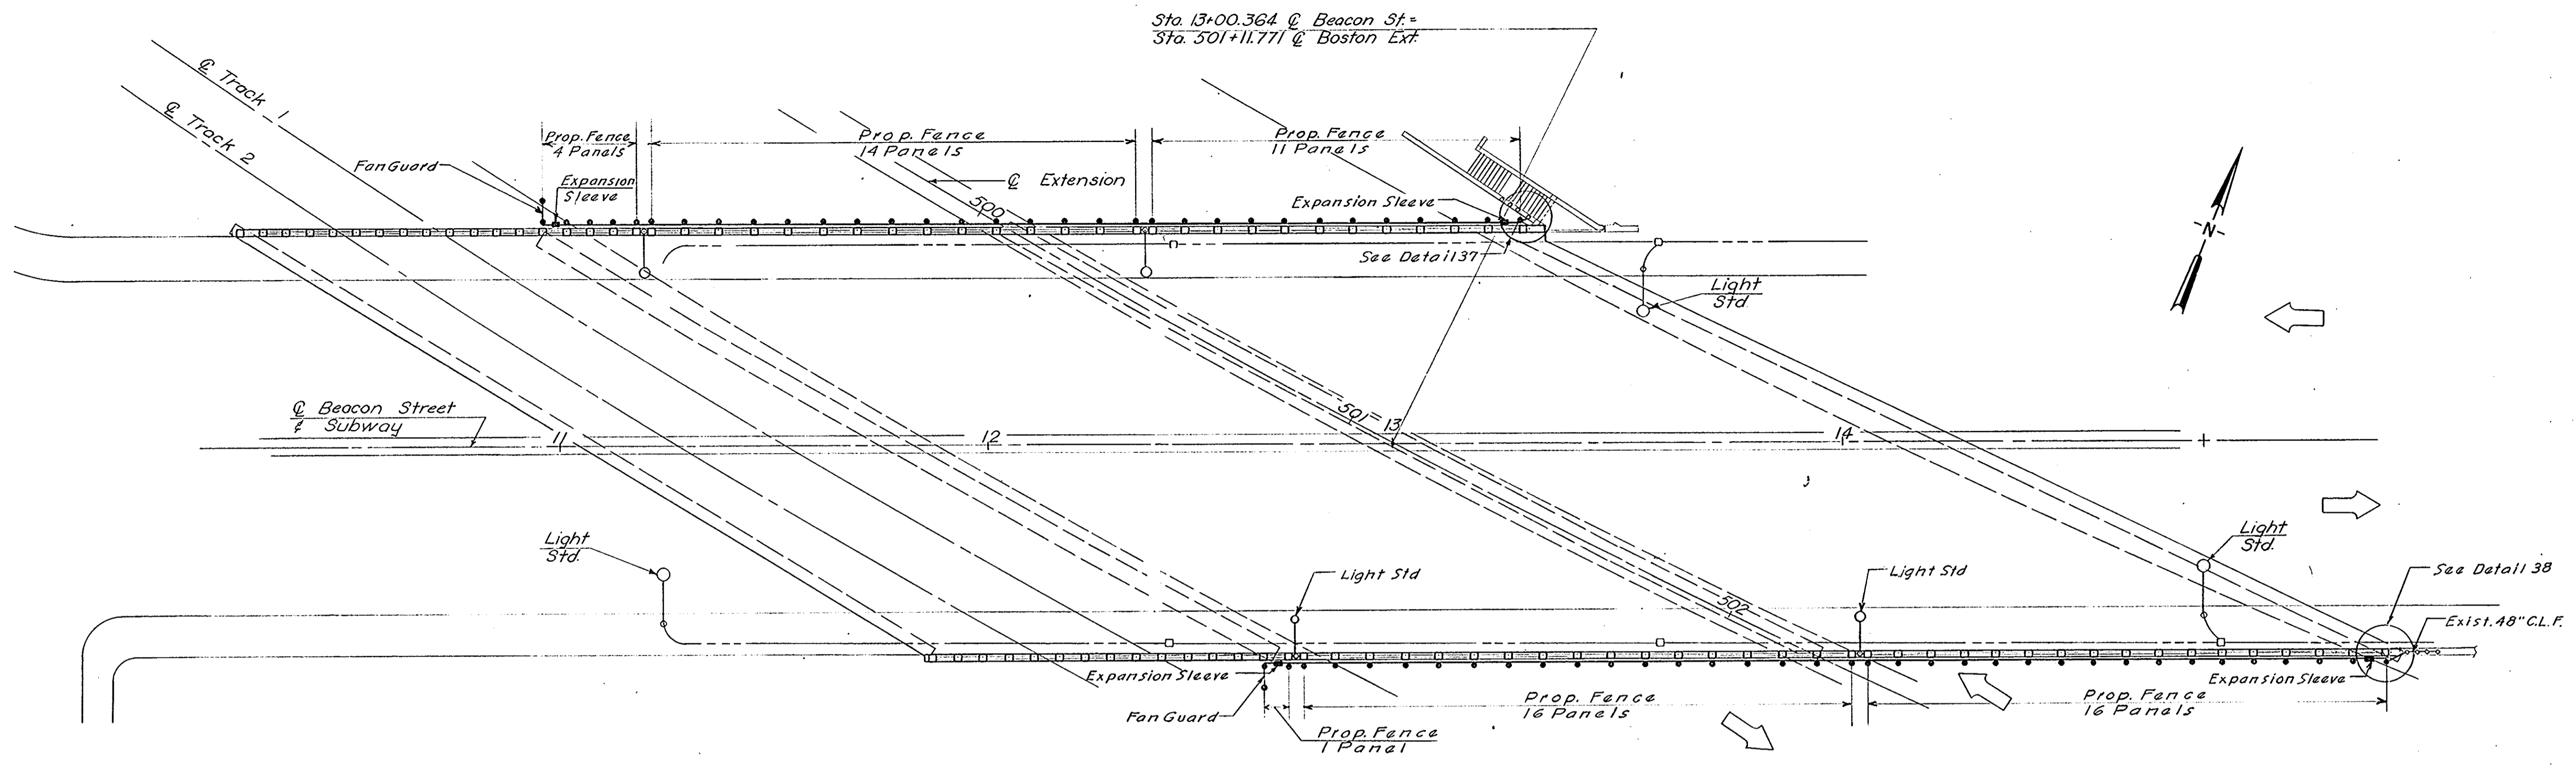 Sta. 13+00.364 ℄ Beacon St.=
Sta. 501+11.771 ℄ Boston Ext.
℄ Track 1
℄ Track 2
Fan Guard
Prop. Fence
4 Panels
Expansion
Sleeve
Prop. Fence
14 Panels
℄ Extension
Prop. Fence
11 Panels
Expansion Sleeve
See Detail 37
500
Light
Std.
N
℄ Beacon Street
℄ Subway
11
12
501
13
14
Light
Std.
Light Std
502
Light Std
Light
Std.
See Detail 38
Exist. 48" C.L.F.
Expansion Sleeve
Fan Guard
Prop. Fence
1 Panel
Prop. Fence
16 Panels
Prop. Fence
16 Panels
Expansion Sleeve